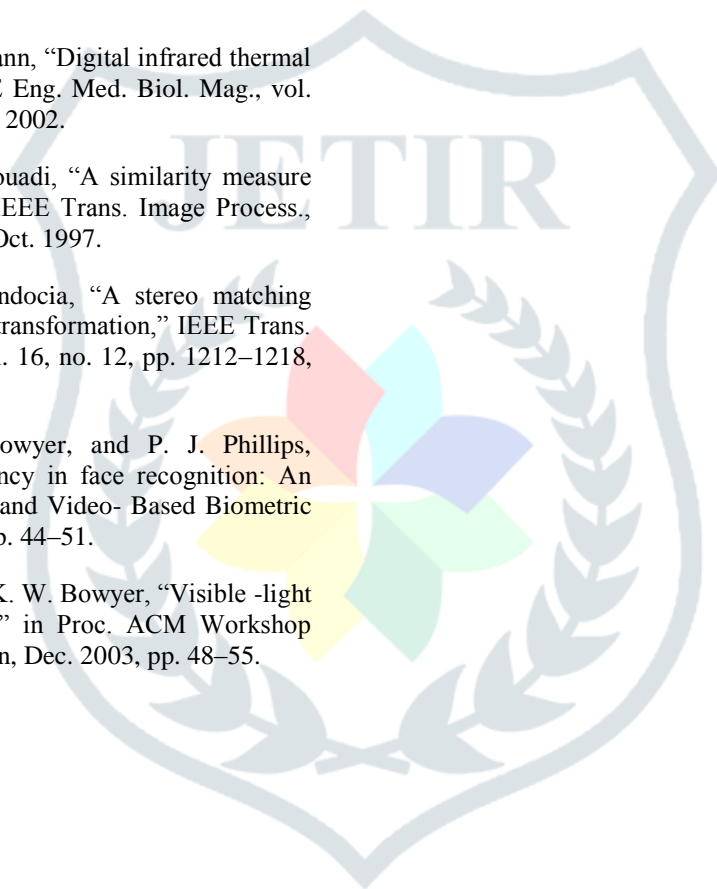 JETIR
ann, “Digital infrared thermal
E Eng. Med. Biol. Mag., vol.
2002.
ouadi, “A similarity measure
IEEE Trans. Image Process.,
Oct. 1997.
ndocia, “A stereo matching
transformation,” IEEE Trans.
l. 16, no. 12, pp. 1212–1218,
owyer, and P. J. Phillips,
ncy in face recognition: An
and Video- Based Biometric
p. 44–51.
K. W. Bowyer, “Visible -light
” in Proc. ACM Workshop
n, Dec. 2003, pp. 48–55.